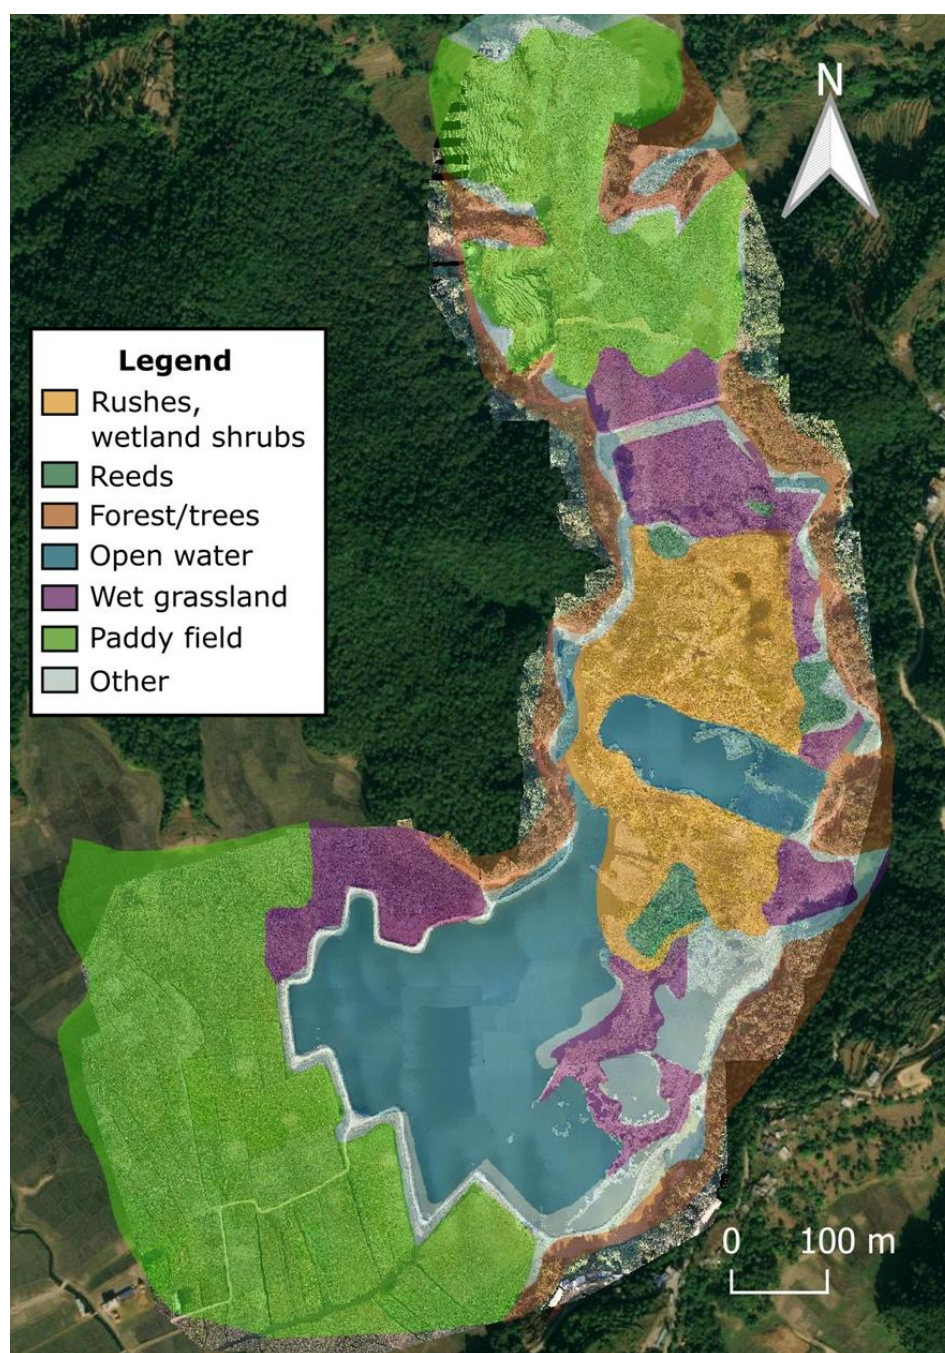 N
Legend
Rushes,
wetland shrubs
Reeds
Forest/trees
Open water
Wet grassland
Paddy field
Other
0 100 m